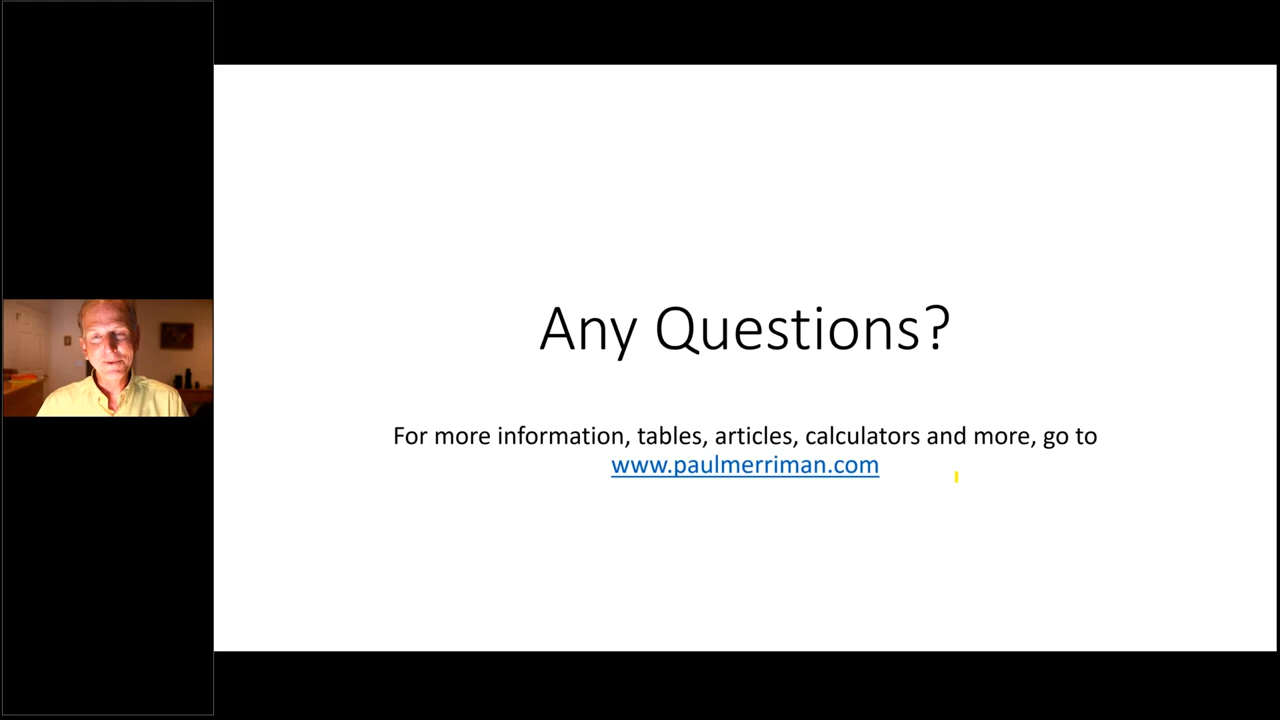 Any Questions?
For more information, tables, articles, calculators and more, go to
www.paulmerriman.com